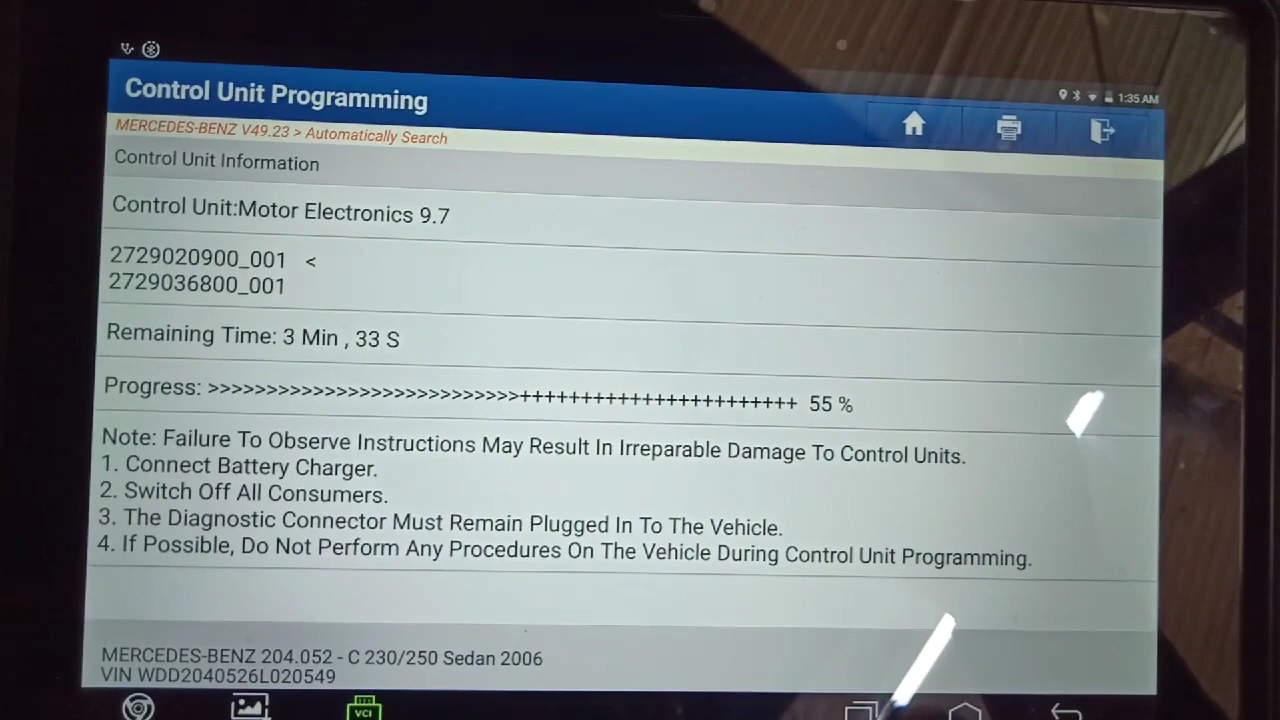 1:35 AM
Control Unit Programming
MERCEDES-BENZ V49.23 > Automatically Search
Control Unit Information
Control Unit:Motor Electronics 9.7
2729020900_001 <
2729036800_001
Remaining Time: 3 Min , 33 S
Progress: >>>>>>>>>>>>>>>>>>>>>>>>>>>+++++++++++++++++++++++ 55 %
Note: Failure To Observe Instructions May Result In Irreparable Damage To Control Units.
1. Connect Battery Charger.
2. Switch Off All Consumers.
3. The Diagnostic Connector Must Remain Plugged In To The Vehicle.
4. If Possible, Do Not Perform Any Procedures On The Vehicle During Control Unit Programming.
MERCEDES-BENZ 204.052 - C 230/250 Sedan 2006
VIN WDD2040526L020549
VCI